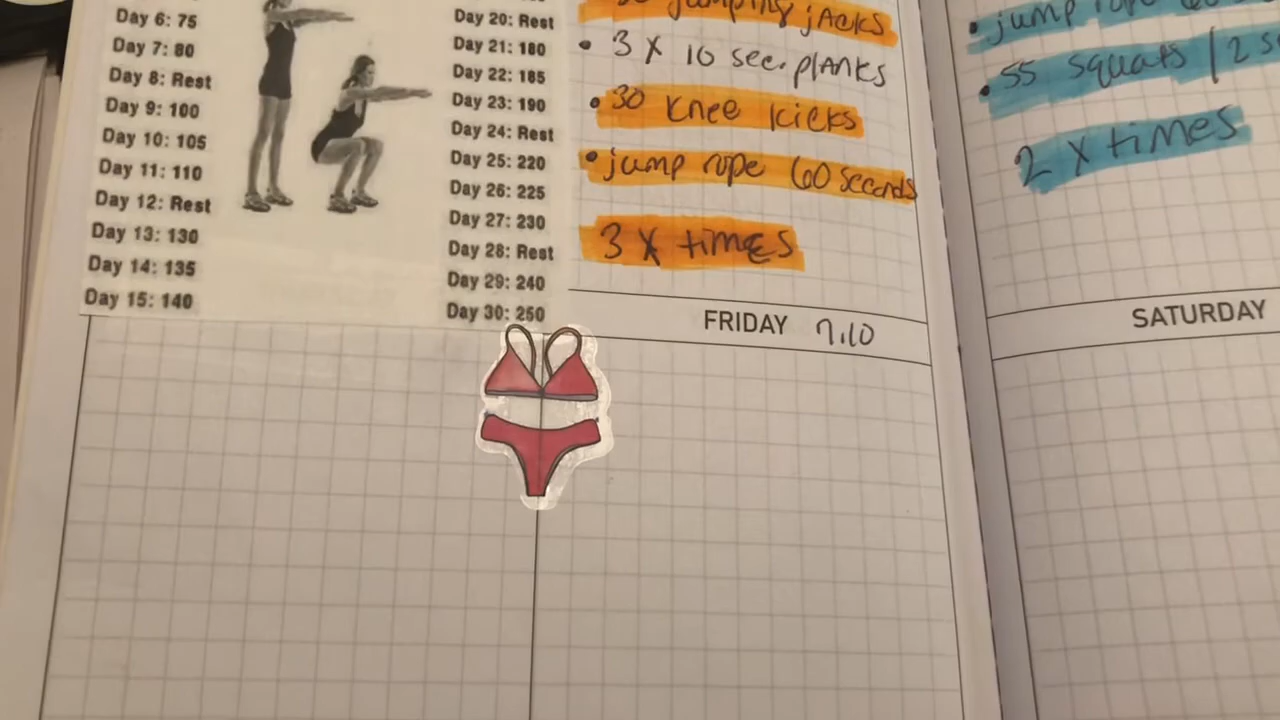 Day 6: 75
Day 7: 80
Day 8: Rest
Day 9: 100
Day 10: 105
Day 11: 110
Day 12: Rest
Day 13: 130
Day 14: 135
Day 15: 140
Day 20: Rest
Day 21: 180
Day 22: 185
Day 23: 190
Day 24: Rest
Day 25: 220
Day 26: 225
Day 27: 230
Day 28: Rest
Day 29: 240
Day 30: 250
jumping jacks
• 3 x 10 sec. planks
• 30 knee kicks
• jump rope 60 seconds
3 x times
FRIDAY 7.10
• jump rope
• 55 squats / 2
2 x times
SATURDAY